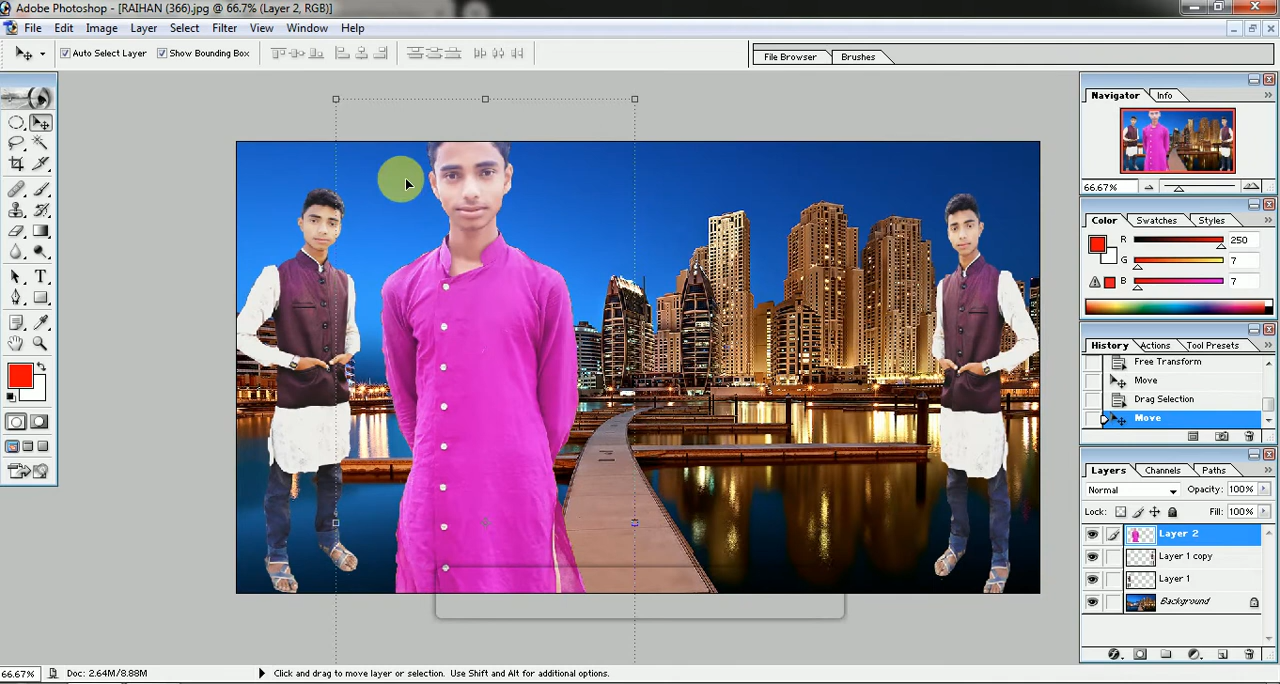 Adobe Photoshop - [RAIHAN (366).jpg @ 66.7% (Layer 2, RGB)]
File Edit Image Layer Select Filter View Window Help
Auto Select Layer Show Bounding Box
File Browser Brushes
Navigator Info
66.67%
Color Swatches Styles
R 250
G 7
B 7
History Actions Tool Presets
Free Transform
Move
Drag Selection
Move
Layers Channels Paths
Normal Opacity: 100%
Lock: Fill: 100%
Layer 2
Layer 1 copy
Layer 1
Background
66.67% Doc: 2.64M/8.88M Click and drag to move layer or selection. Use Shift and Alt for additional options.